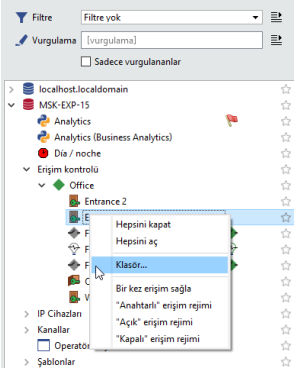 Filtre
Filtre yok
Vurgulama
[vurgulama]
Sadece vurgulananlar
localhost.localdomain
MSK-EXP-15
Analytics
Analytics (Business Analytics)
Día / noche
Erişim kontrolü
Office
Entrance 2
Hepsini kapat
Hepsini aç
Klasör...
Bir kez erişim sağla
"Anahtarlı" erişim rejimi
"Açık" erişim rejimi
"Kapalı" erişim rejimi
IP Cihazları
Kanallar
Şablonlar